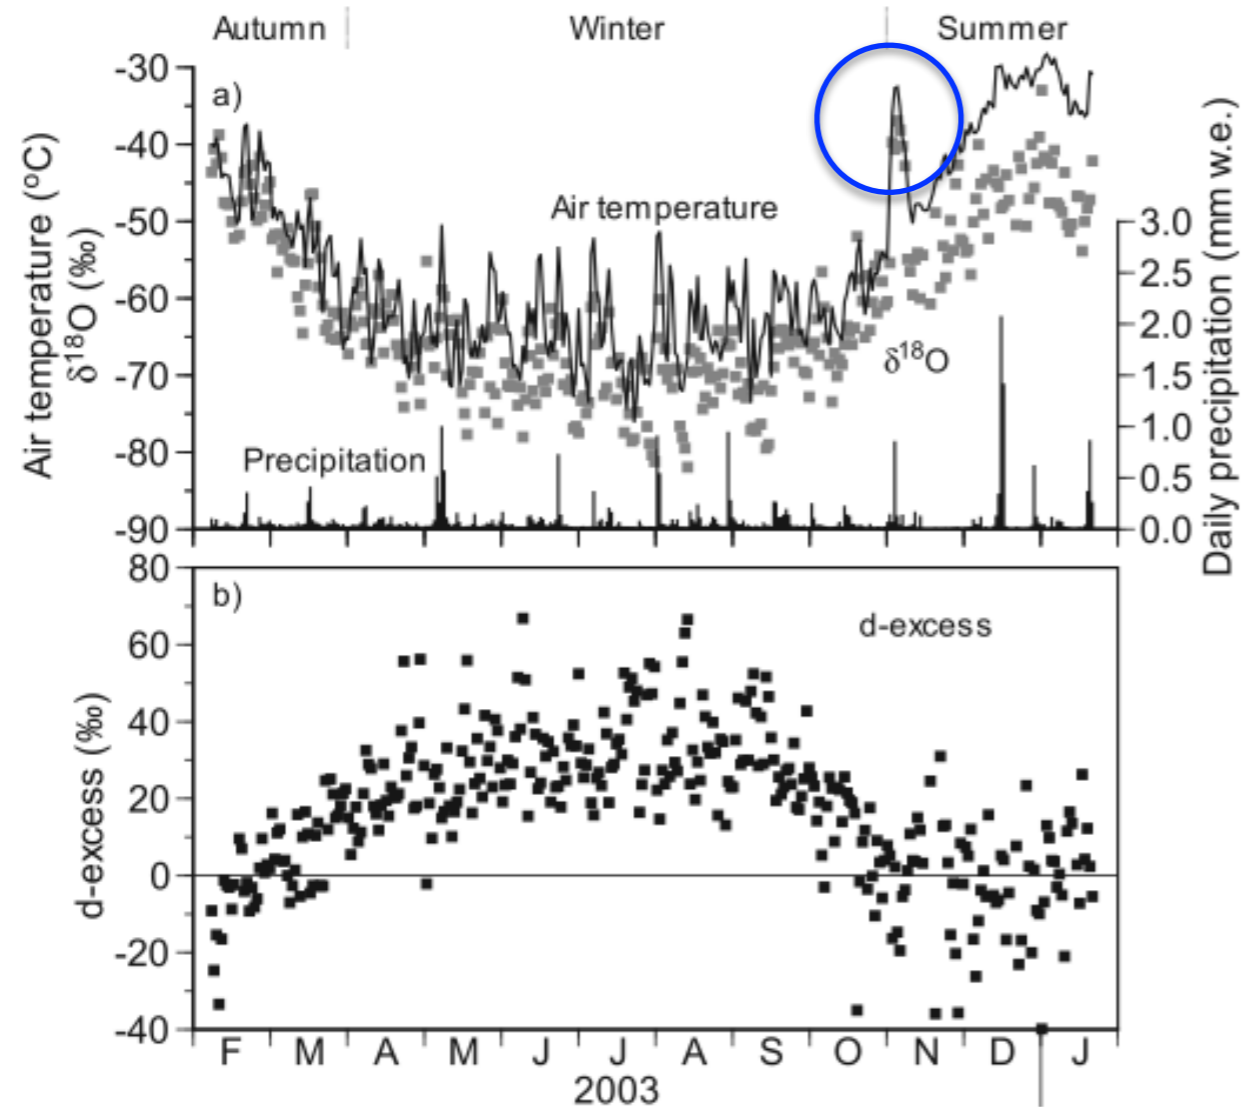 Autumn Winter Summer
a)
-30
-40
-50
-60
-70
-80
-90
Air temperature (ºC)
δ¹⁸O (‰)
Air temperature
δ¹⁸O
Precipitation
3.0
2.5
2.0
1.5
1.0
0.5
0.0
Daily precipitation (mm w.e.)
b)
d-excess
80
60
40
20
0
-20
-40
d-excess (‰)
F M A M J J A S O N D J
2003